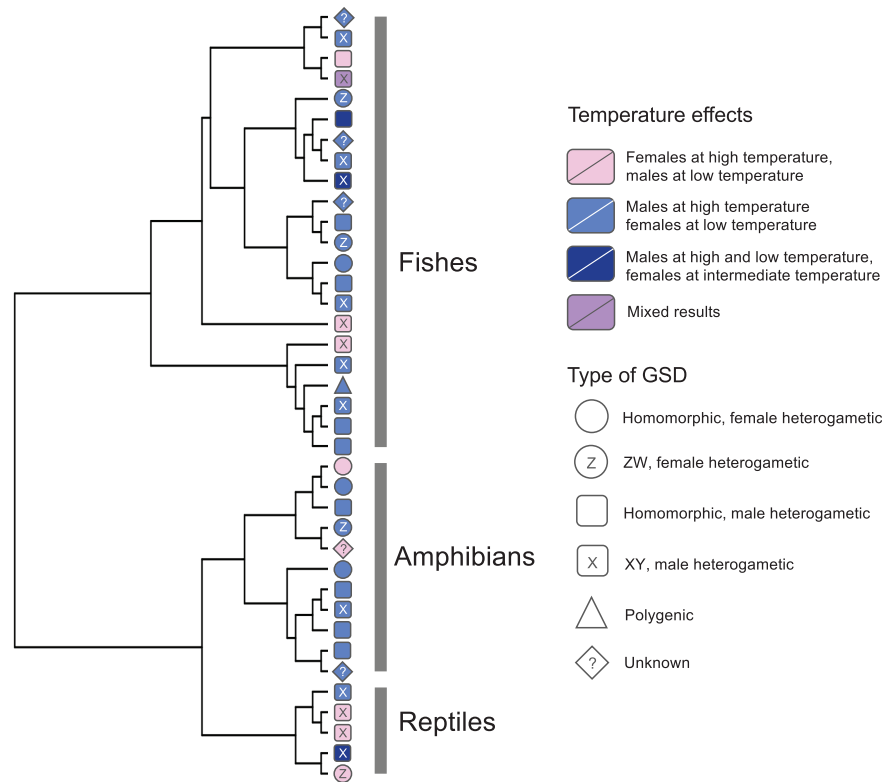 ?
X
X
Z
?
X
X
?
Z
X
X
X
X
X
Z
?
X
?
X
X
X
X
Z
Fishes
Amphibians
Reptiles
Temperature effects
Females at high temperature,
males at low temperature
Males at high temperature
females at low temperature
Males at high and low temperature,
females at intermediate temperature
Mixed results
Type of GSD
Homomorphic, female heterogametic
Z
ZW, female heterogametic
Homomorphic, male heterogametic
X
XY, male heterogametic
Polygenic
?
Unknown